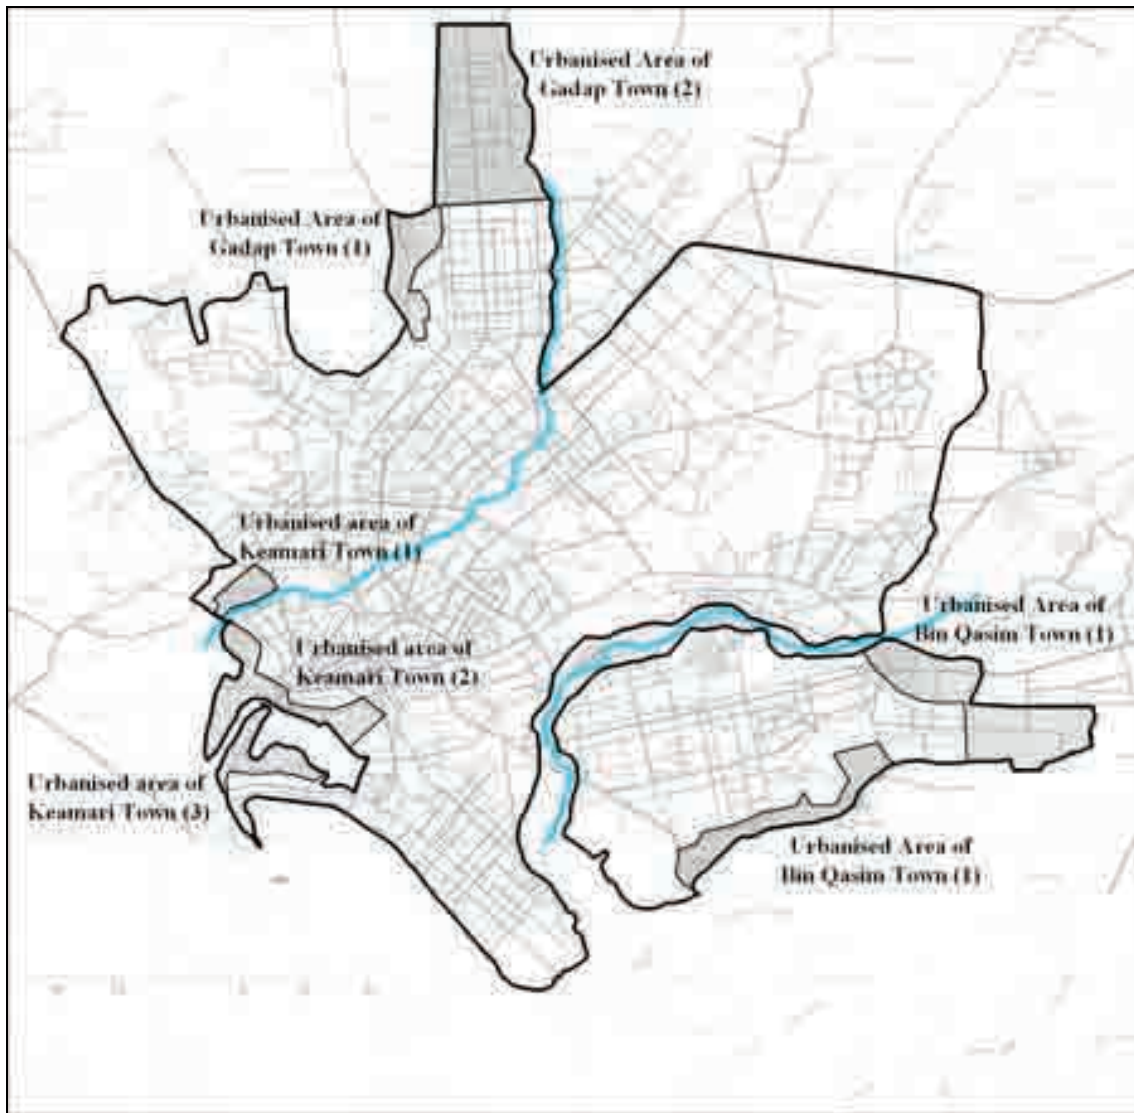 Urbanised Area of
Gadap Town (2)
Urbanised Area of
Gadap Town (1)
Urbanised area of
Keamari Town (1)
Urbanised Area of
Bin Qasim Town (1)
Urbanised area of
Keamari Town (2)
Urbanised area of
Keamari Town (3)
Urbanised Area of
Bin Qasim Town (1)